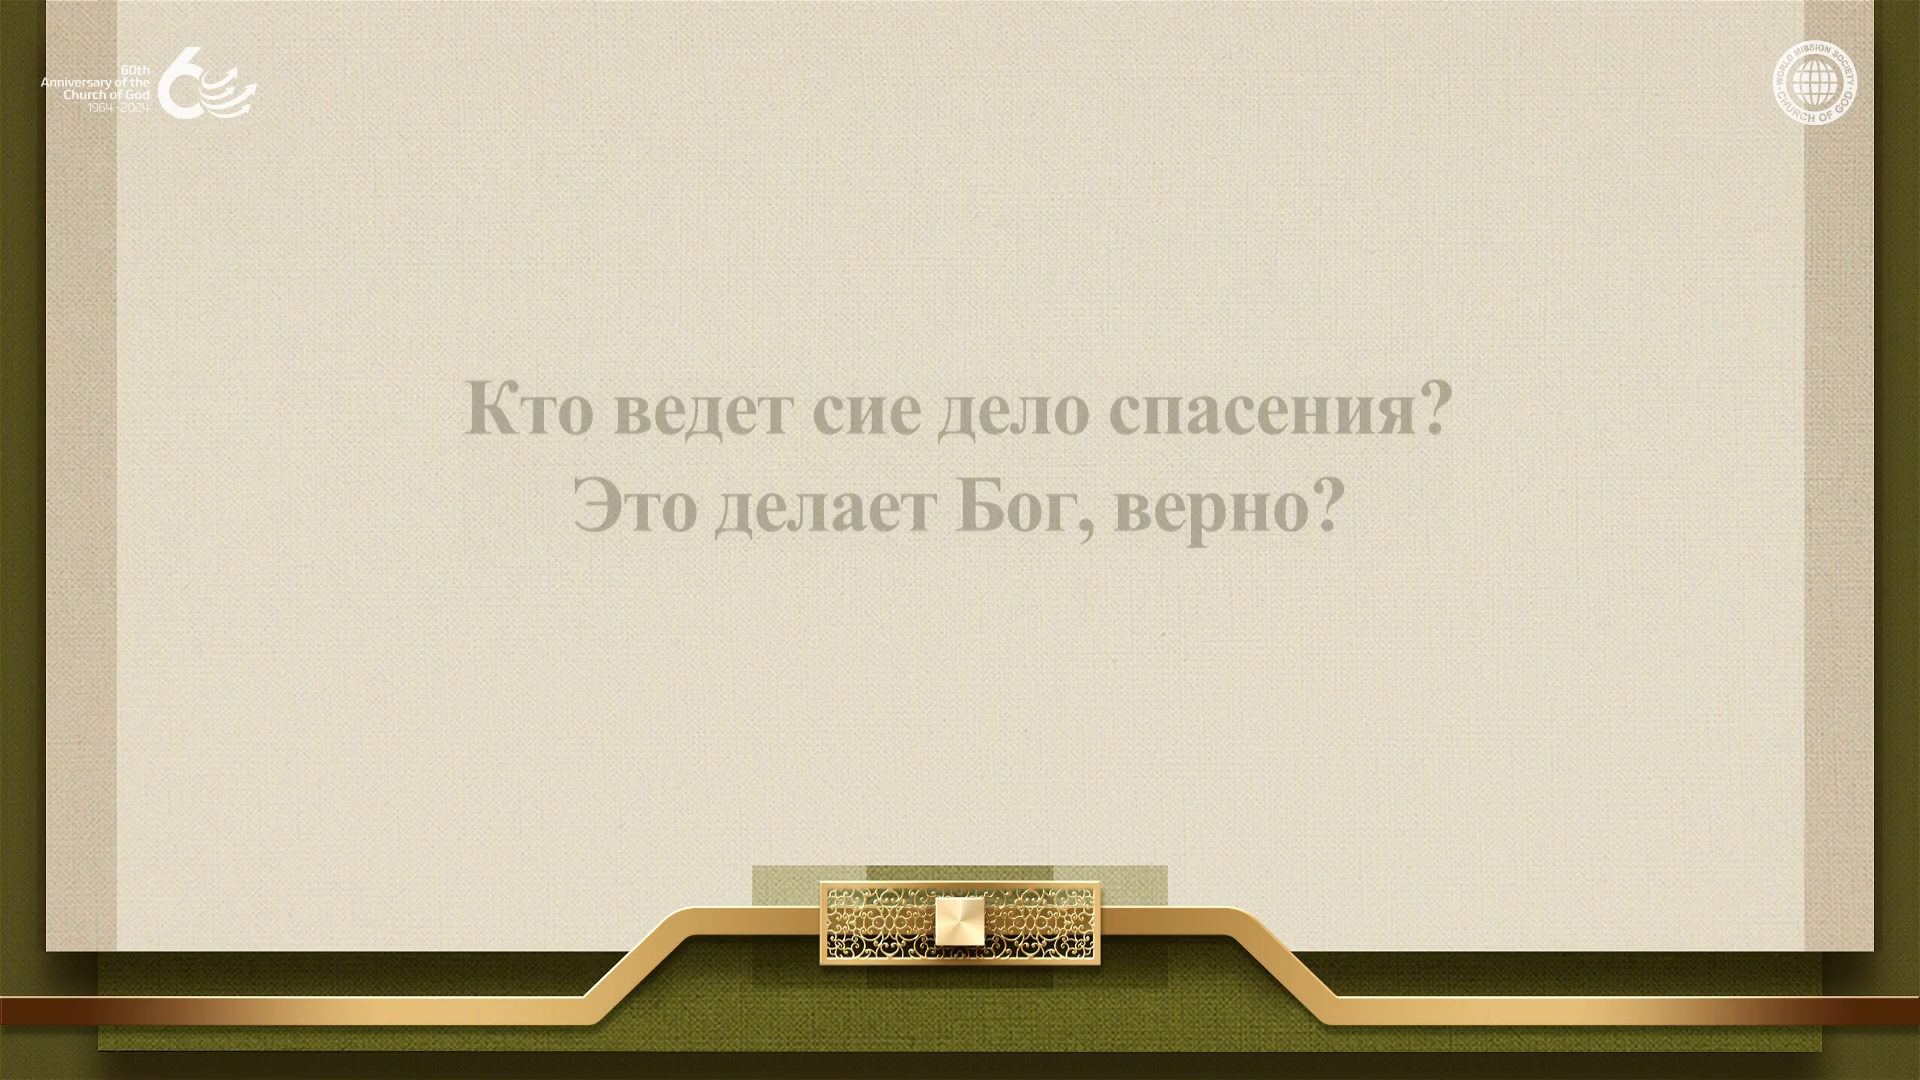 60th
Anniversary of the
Church of God
1964-2024
WORLD MISSION SOCIETY
CHURCH OF GOD
Кто ведет сие дело спасения?
Это делает Бог, верно?